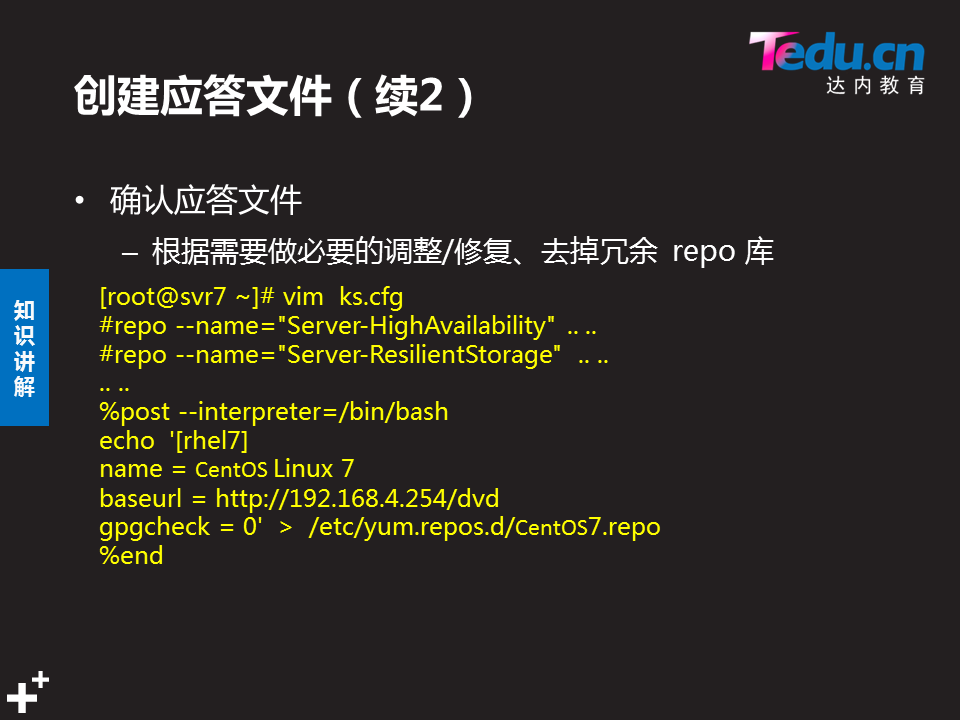 Tedu.cn
达内教育
创建应答文件（续2）
• 确认应答文件
– 根据需要做必要的调整/修复、去掉冗余 repo 库
知识讲解
[root@svr7 ~]# vim  ks.cfg
#repo --name="Server-HighAvailability"  .. ..
#repo --name="Server-ResilientStorage"  .. ..
.. ..
%post --interpreter=/bin/bash
echo  '[rhel7]
name = CentOS Linux 7
baseurl = http://192.168.4.254/dvd
gpgcheck = 0'  >  /etc/yum.repos.d/CentOS7.repo
%end